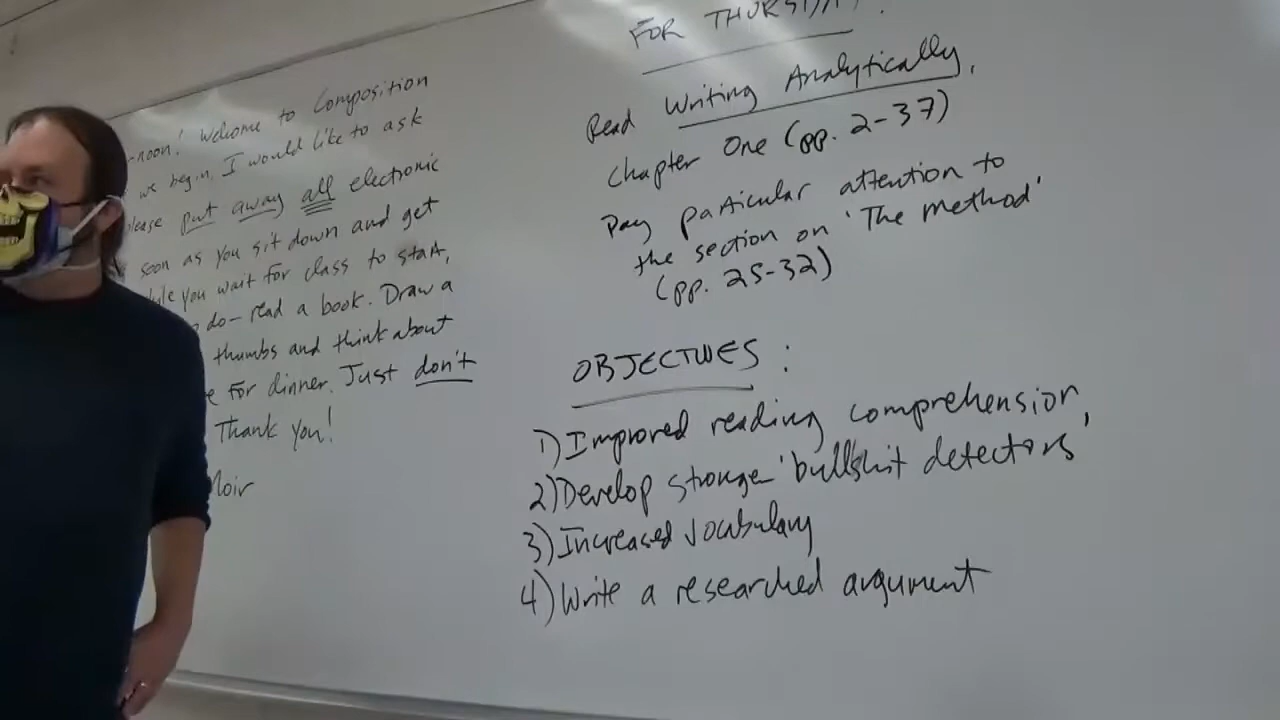 -noon! Welcome to Composition
we begin, I would like to ask
please put away all electronic
soon as you sit down and get
while you wait for class to start,
do – read a book. Draw a
thumbs and think about
e for dinner. Just don't
Thank you!
Moir
FOR THURSDAY:
Read Writing Analytically,
Chapter One (pp. 2-37)
Pay particular attention to
the section on 'The Method'
(pp. 25-32)
OBJECTIVES:
1) Improved reading comprehension,
2) Develop stronger 'bullshit detectors'
3) Increased vocabulary
4) Write a researched argument